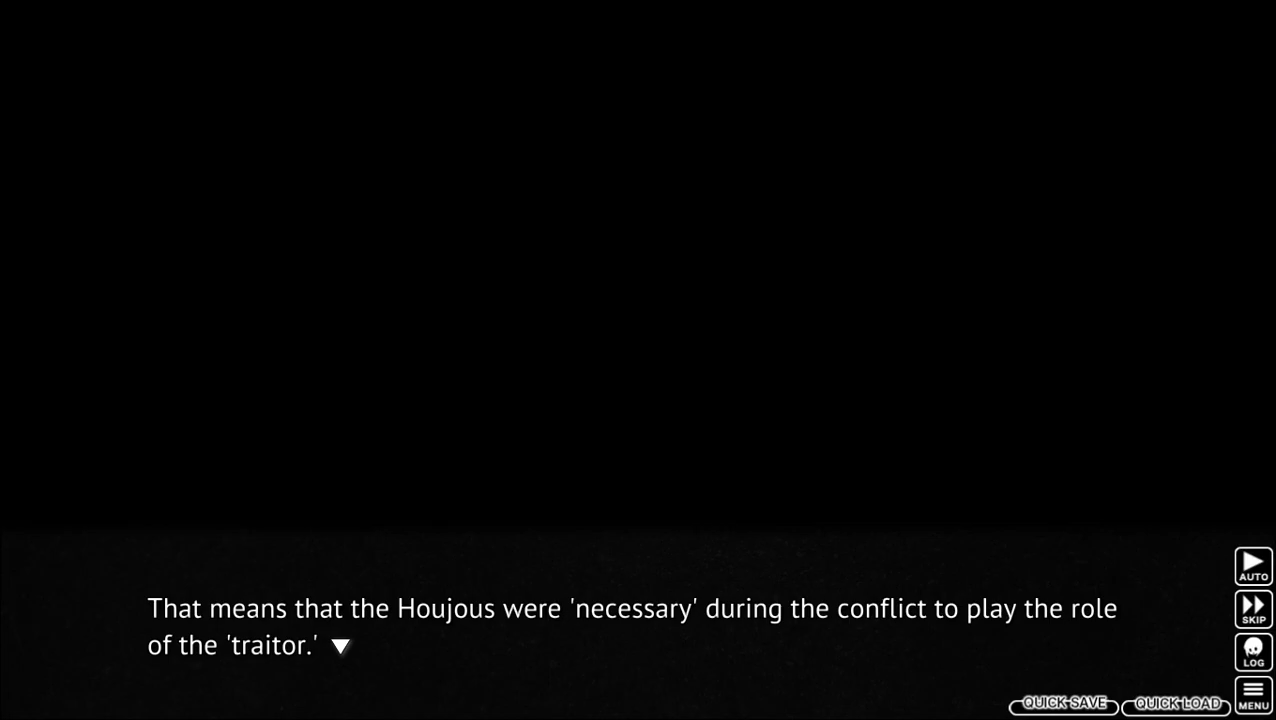 That means that the Houjous were 'necessary' during the conflict to play the role
of the 'traitor.'
AUTO
SKIP
LOG
MENU
QUICK SAVE
QUICK LOAD